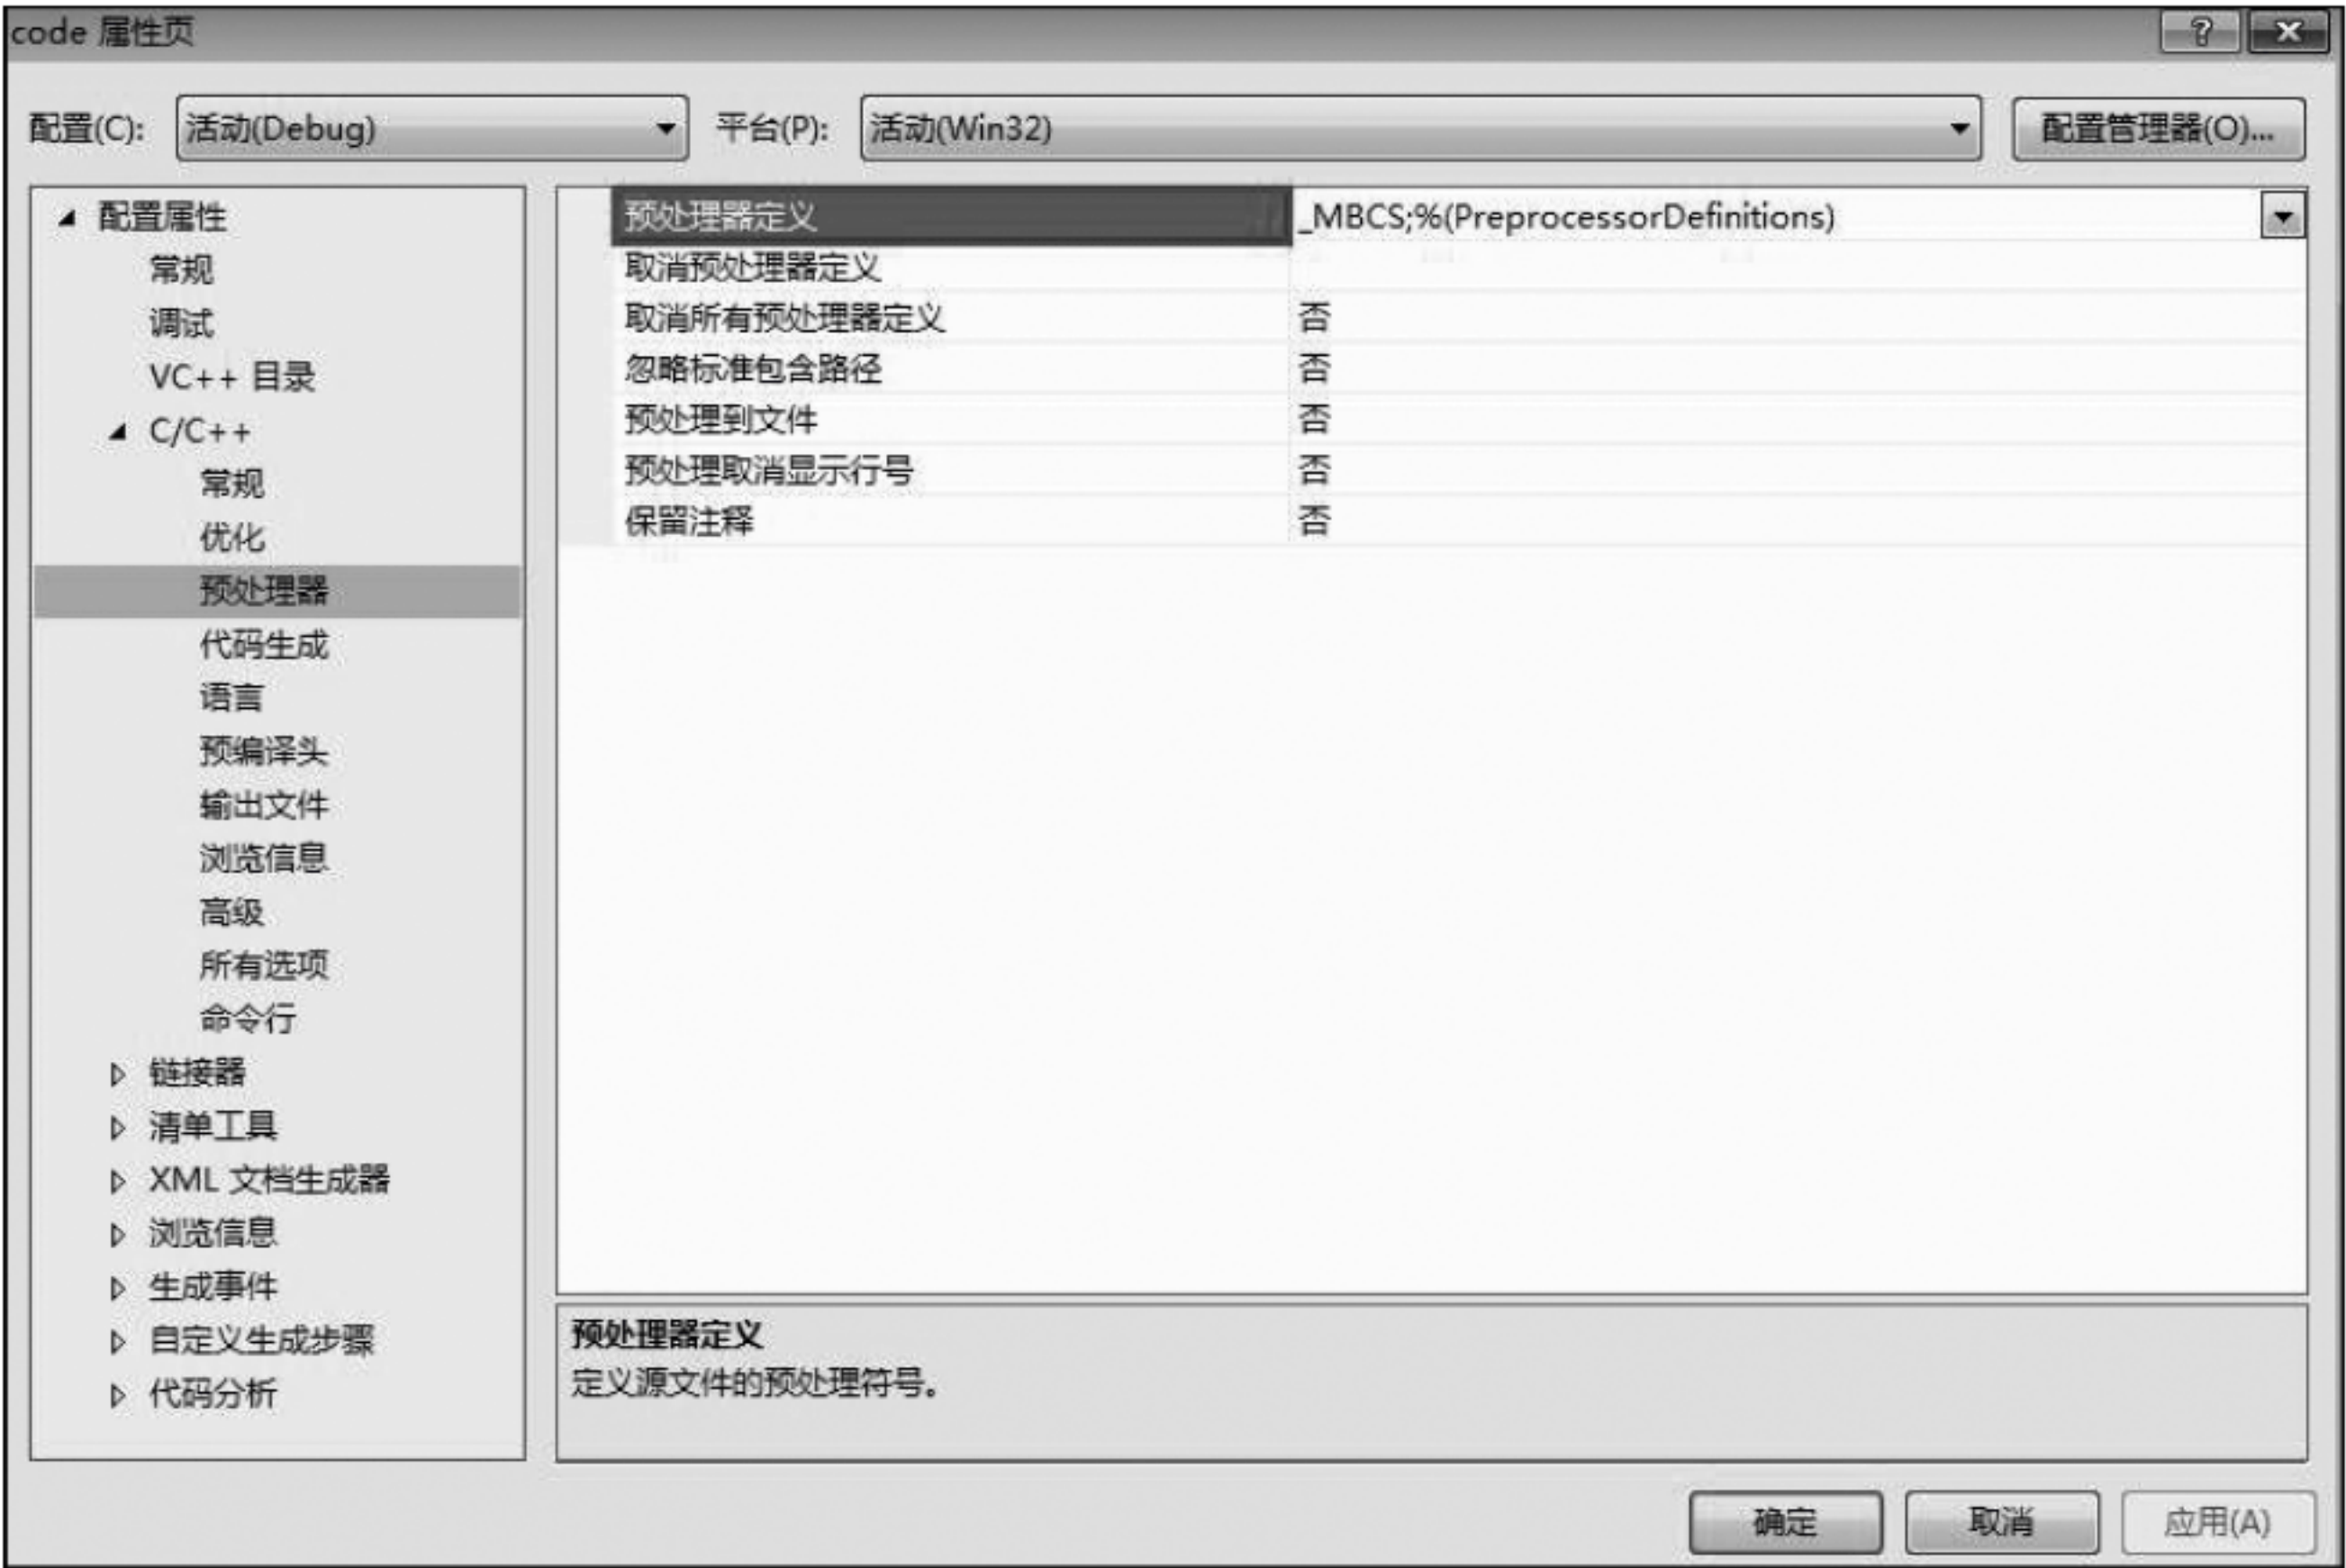 code 属性页
配置(C): 活动(Debug) 平台(P): 活动(Win32) 配置管理器(O)...
配置属性
常规
调试
VC++ 目录
C/C++
常规
优化
预处理器
代码生成
语言
预编译头
输出文件
浏览信息
高级
所有选项
命令行
链接器
清单工具
XML 文档生成器
浏览信息
生成事件
自定义生成步骤
代码分析
预处理器定义 _MBCS;%(PreprocessorDefinitions)
取消预处理器定义
取消所有预处理器定义 否
忽略标准包含路径 否
预处理到文件 否
预处理取消显示行号 否
保留注释 否
预处理器定义
定义源文件的预处理符号。
确定 取消 应用(A)